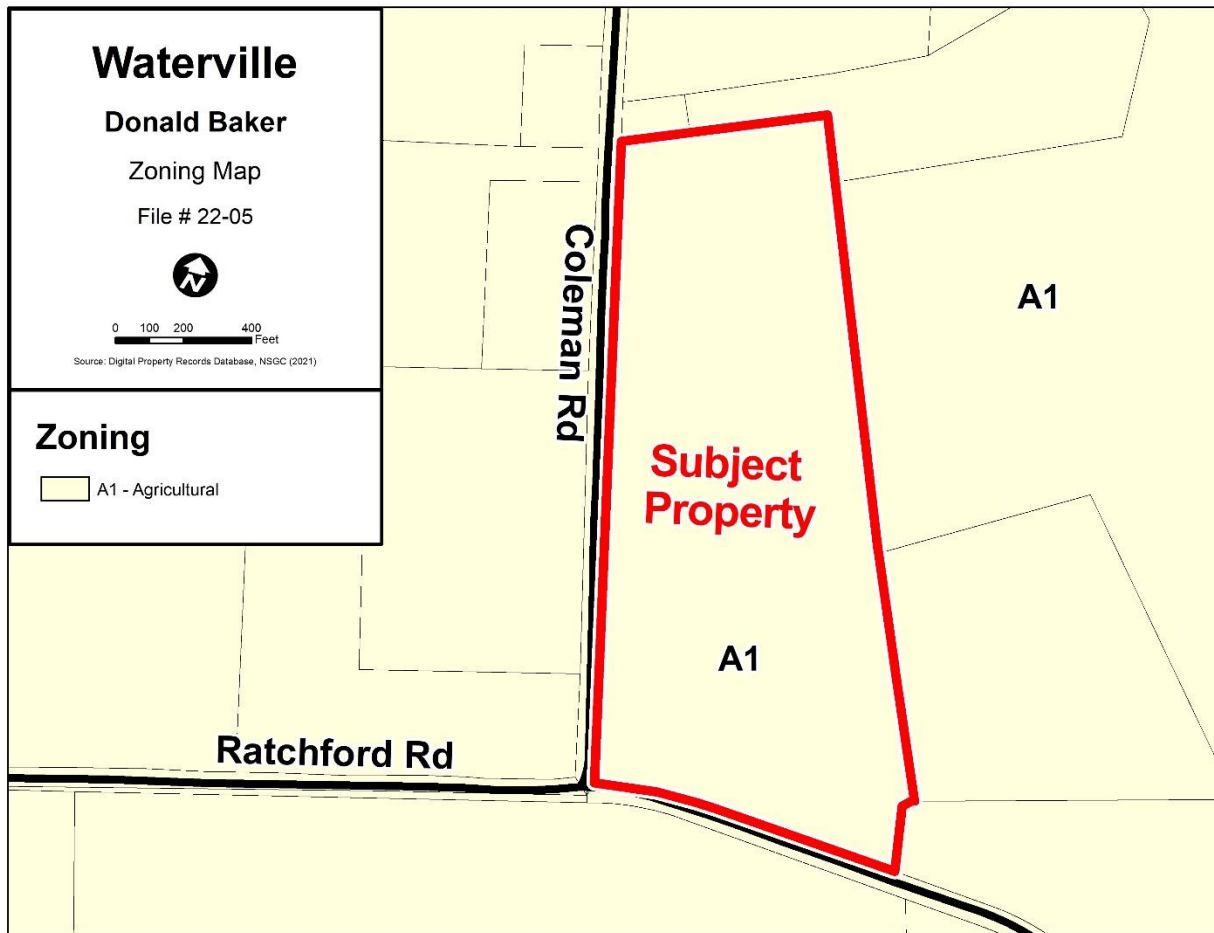 Waterville
Donald Baker
Zoning Map
File # 22-05
N
0 100 200 400
Feet
Source: Digital Property Records Database, NSGC (2021)
Zoning
A1 - Agricultural
Coleman Rd
A1
Subject
Property
A1
Ratchford Rd